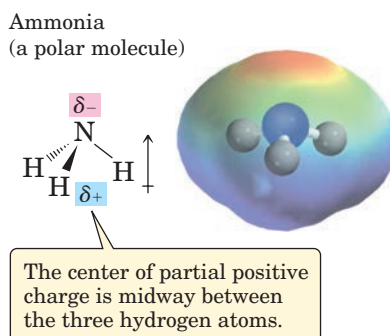 Ammonia
(a polar molecule)
δ−
N
H
H
H
δ+
The center of partial positive
charge is midway between
the three hydrogen atoms.